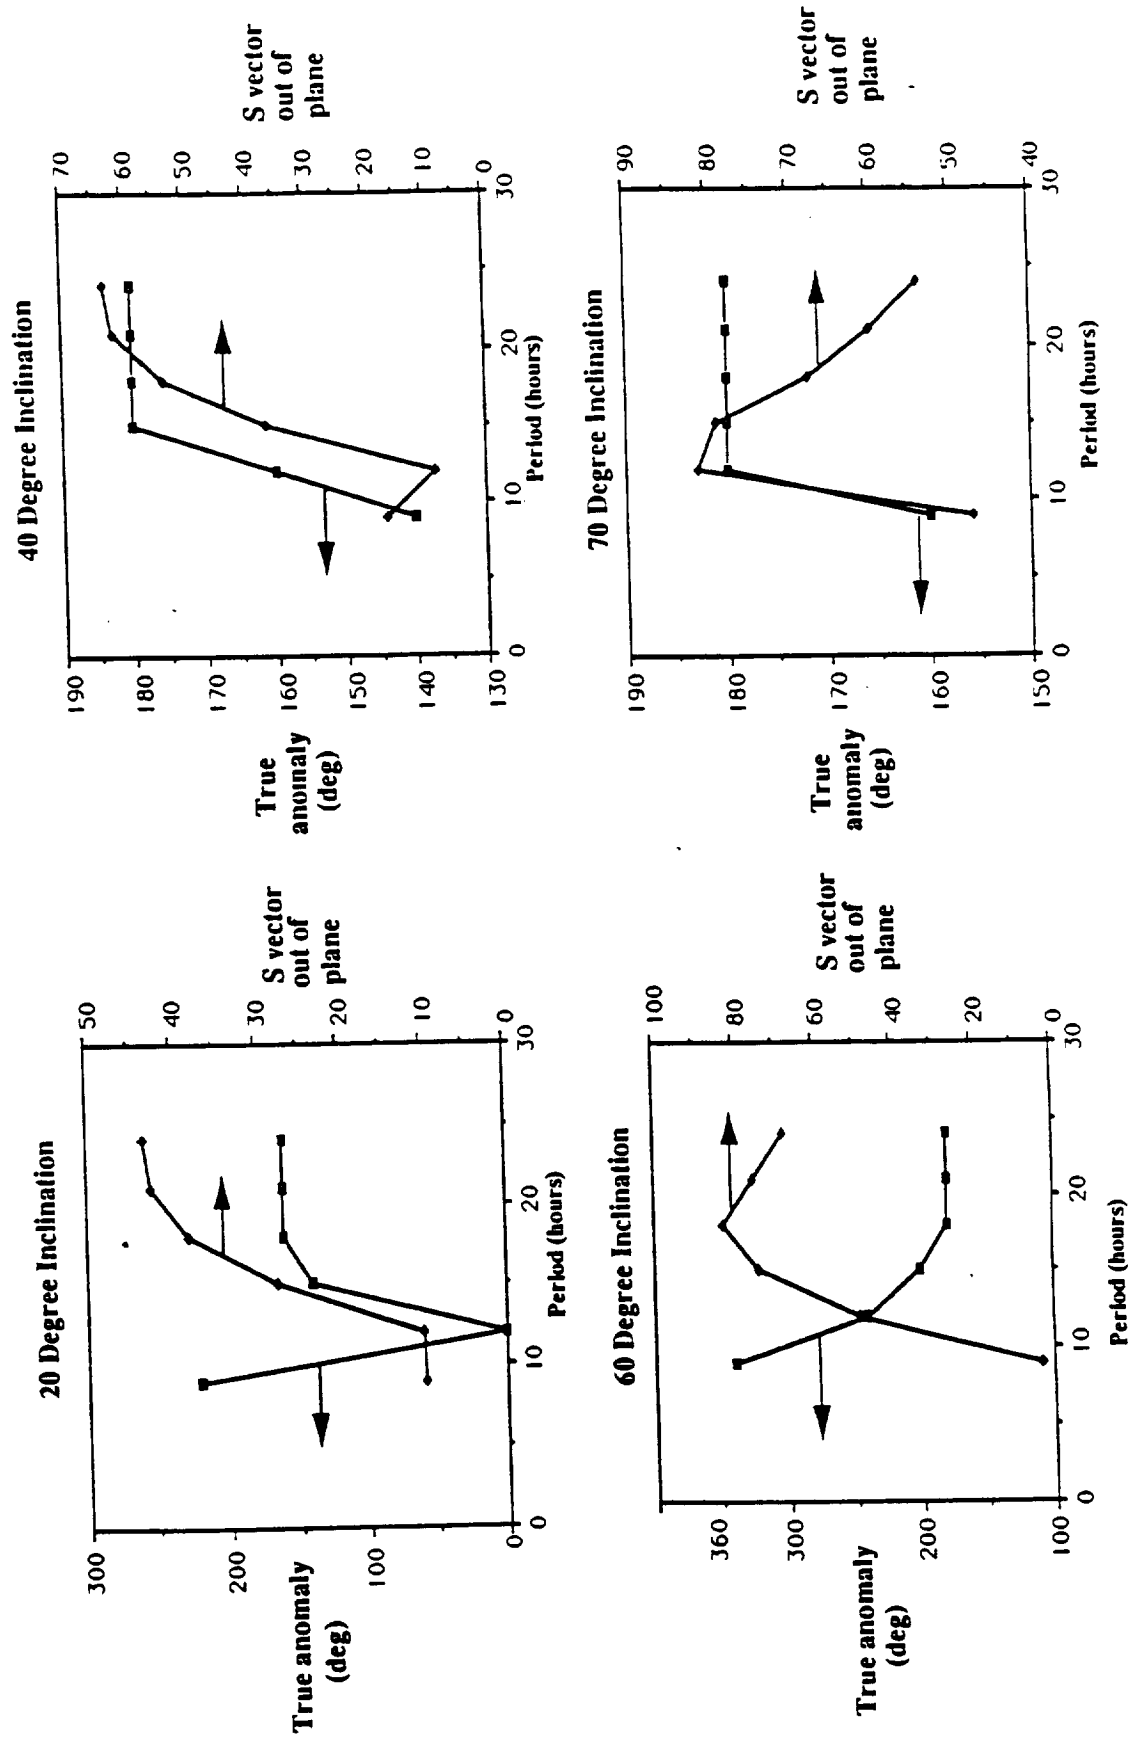 20 Degree Inclination
300
200
100
0
True anomaly
(deg)
50
40
30
20
10
0
S vector
out of
plane
0
10
20
30
Period (hours)
40 Degree Inclination
190
180
170
160
150
140
130
True
anomaly
(deg)
70
60
50
40
30
20
10
0
S vector
out of
plane
0
10
20
30
Period (hours)
60 Degree Inclination
360
300
200
100
True anomaly
(deg)
100
80
60
40
20
0
S vector
out of
plane
0
10
20
30
Period (hours)
70 Degree Inclination
190
180
170
160
150
True
anomaly
(deg)
90
80
70
60
50
40
S vector
out of
plane
0
10
20
30
Period (hours)